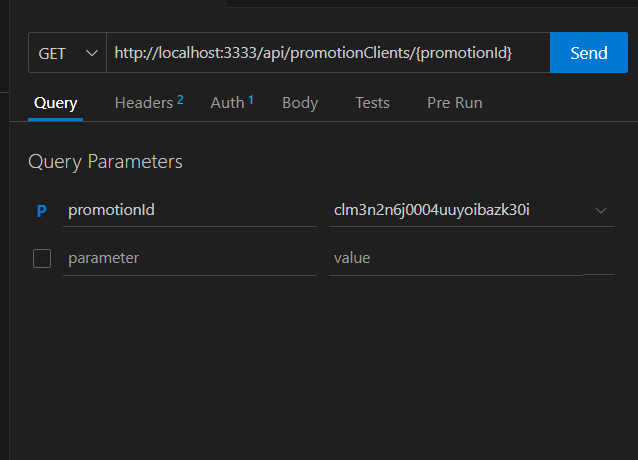 GET http://localhost:3333/api/promotionClients/{promotionId} Send
Query Headers 2 Auth 1 Body Tests Pre Run
Query Parameters
P promotionId clm3n2n6j0004uuyoibazk30i
parameter value